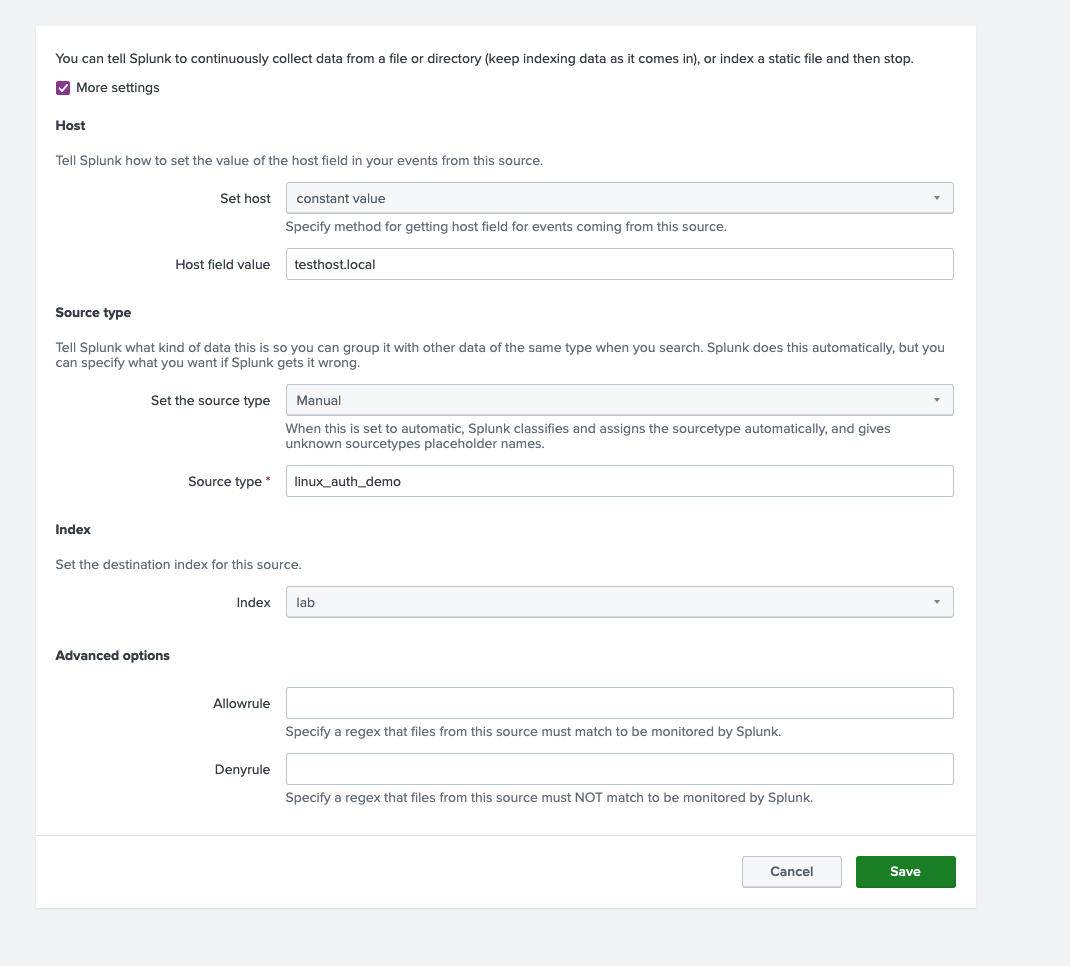 You can tell Splunk to continuously collect data from a file or directory (keep indexing data as it comes in), or index a static file and then stop.
More settings
Host
Tell Splunk how to set the value of the host field in your events from this source.
Set host
constant value
Specify method for getting host field for events coming from this source.
Host field value
testhost.local
Source type
Tell Splunk what kind of data this is so you can group it with other data of the same type when you search. Splunk does this automatically, but you
can specify what you want if Splunk gets it wrong.
Set the source type
Manual
When this is set to automatic, Splunk classifies and assigns the sourcetype automatically, and gives
unknown sourcetypes placeholder names.
Source type *
linux_auth_demo
Index
Set the destination index for this source.
Index
lab
Advanced options
Allowrule
Specify a regex that files from this source must match to be monitored by Splunk.
Denyrule
Specify a regex that files from this source must NOT match to be monitored by Splunk.
Cancel
Save